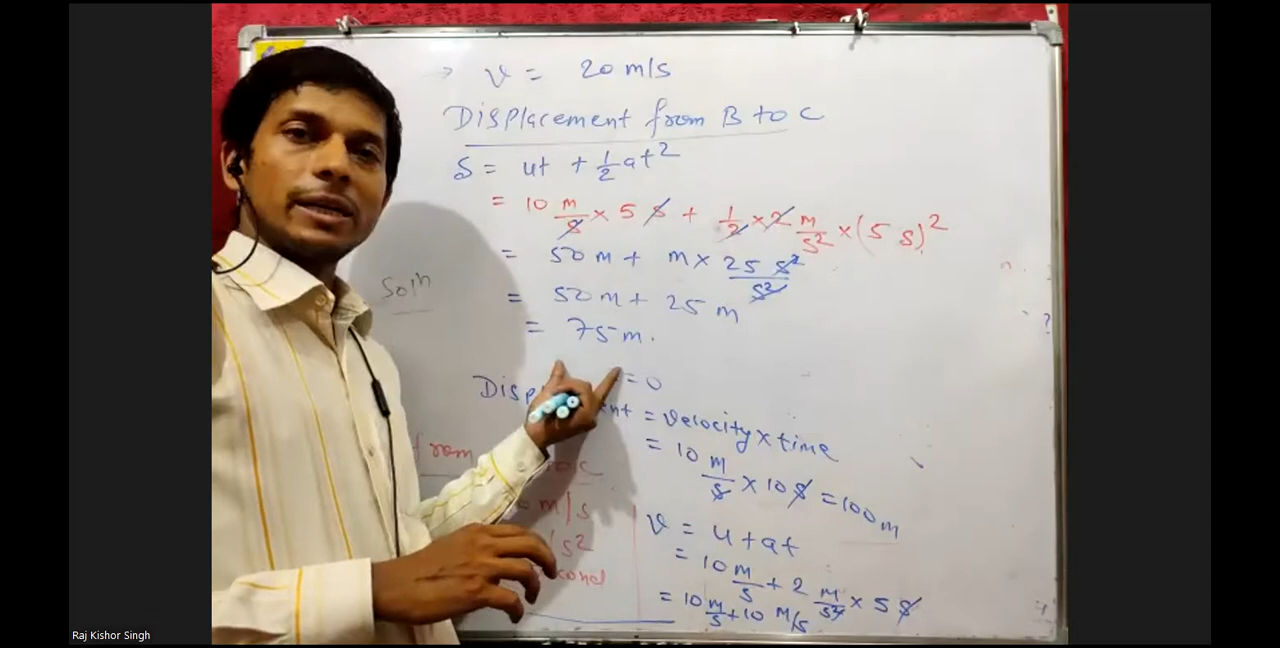 → v = 20 m/s
Displacement from B to C
S = ut + 1/2 at²
= 10 m/s × 5 s + 1/2 × 2 m/s² × (5 s)²
= 50 m + m × 25 s²/s²
= 50 m + 25 m
= 75 m.
Soln
= 0
= velocity × time
= 10 m/s × 10 s = 100 m
from
m/s
/s²
v = u + at
= 10 m/s + 2 m/s² × 5 s
= 10 m/s + 10 m/s
?
Raj Kishor Singh